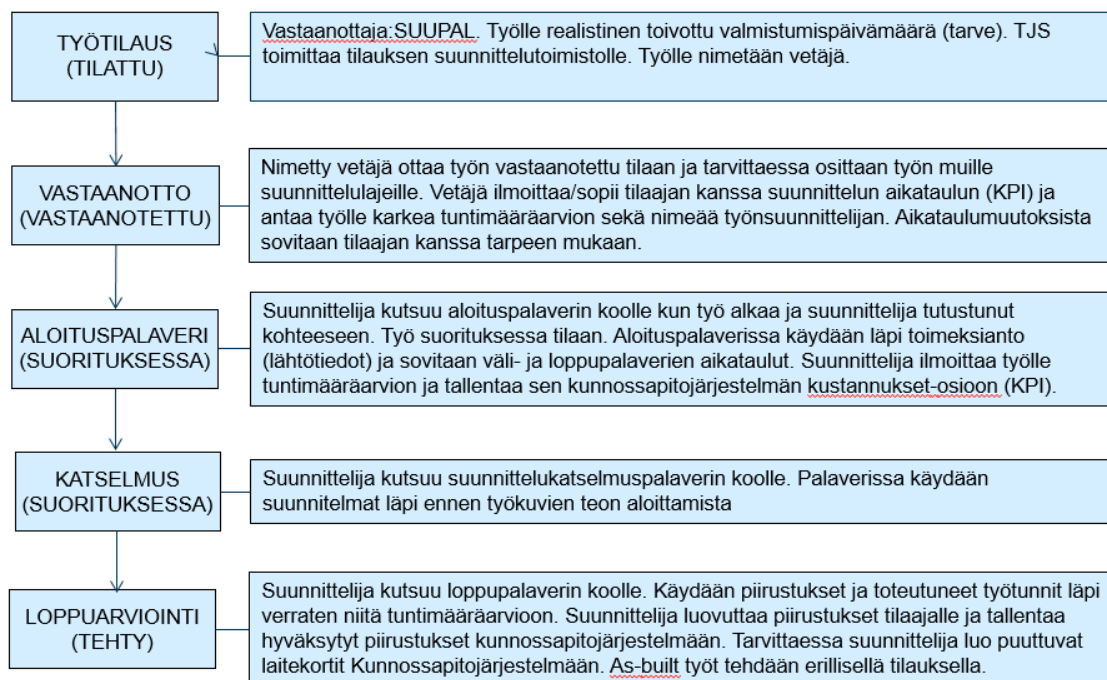 TYÖTILAUS
(TILATTU)
Vastaanottaja:SUUPAL. Työlle realistinen toivottu valmistumispäivämäärä (tarve). TJS
toimittaa tilauksen suunnittelutoimistolle. Työlle nimetään vetäjä.
VASTAANOTTO
(VASTAANOTETTU)
Nimetty vetäjä ottaa työn vastaanotettu tilaan ja tarvittaessa osittaan työn muille
suunnittelulajeille. Vetäjä ilmoittaa/sopii tilaajan kanssa suunnittelun aikataulun (KPI) ja
antaa työlle karkea tuntimääräarvion sekä nimeää työnsuunnittelijan. Aikataulumuutoksista
sovitaan tilaajan kanssa tarpeen mukaan.
ALOITUSPALAVERI
(SUORITUKSESSA)
Suunnittelija kutsuu aloituspalaverin koolle kun työ alkaa ja suunnittelija tutustunut
kohteeseen. Työ suorituksessa tilaan. Aloituspalaverissa käydään läpi toimeksianto
(lähtötiedot) ja sovitaan väli- ja loppupalaverien aikataulut. Suunnittelija ilmoittaa työlle
tuntimääräarvion ja tallentaa sen kunnossapitojärjestelmän kustannukset-osioon (KPI).
KATSELMUS
(SUORITUKSESSA)
Suunnittelija kutsuu suunnittelukatselmuspalaverin koolle. Palaverissa käydään
suunnitelmat läpi ennen työkuvien teon aloittamista
LOPPUARVIOINTI
(TEHTY)
Suunnittelija kutsuu loppupalaverin koolle. Käydään piirustukset ja toteutuneet työtunnit läpi
verraten niitä tuntimääräarvioon. Suunnittelija luovuttaa piirustukset tilaajalle ja tallentaa
hyväksytyt piirustukset kunnossapitojärjestelmään. Tarvittaessa suunnittelija luo puuttuvat
laitekortit Kunnossapitojärjestelmään. As-built työt tehdään erillisellä tilauksella.